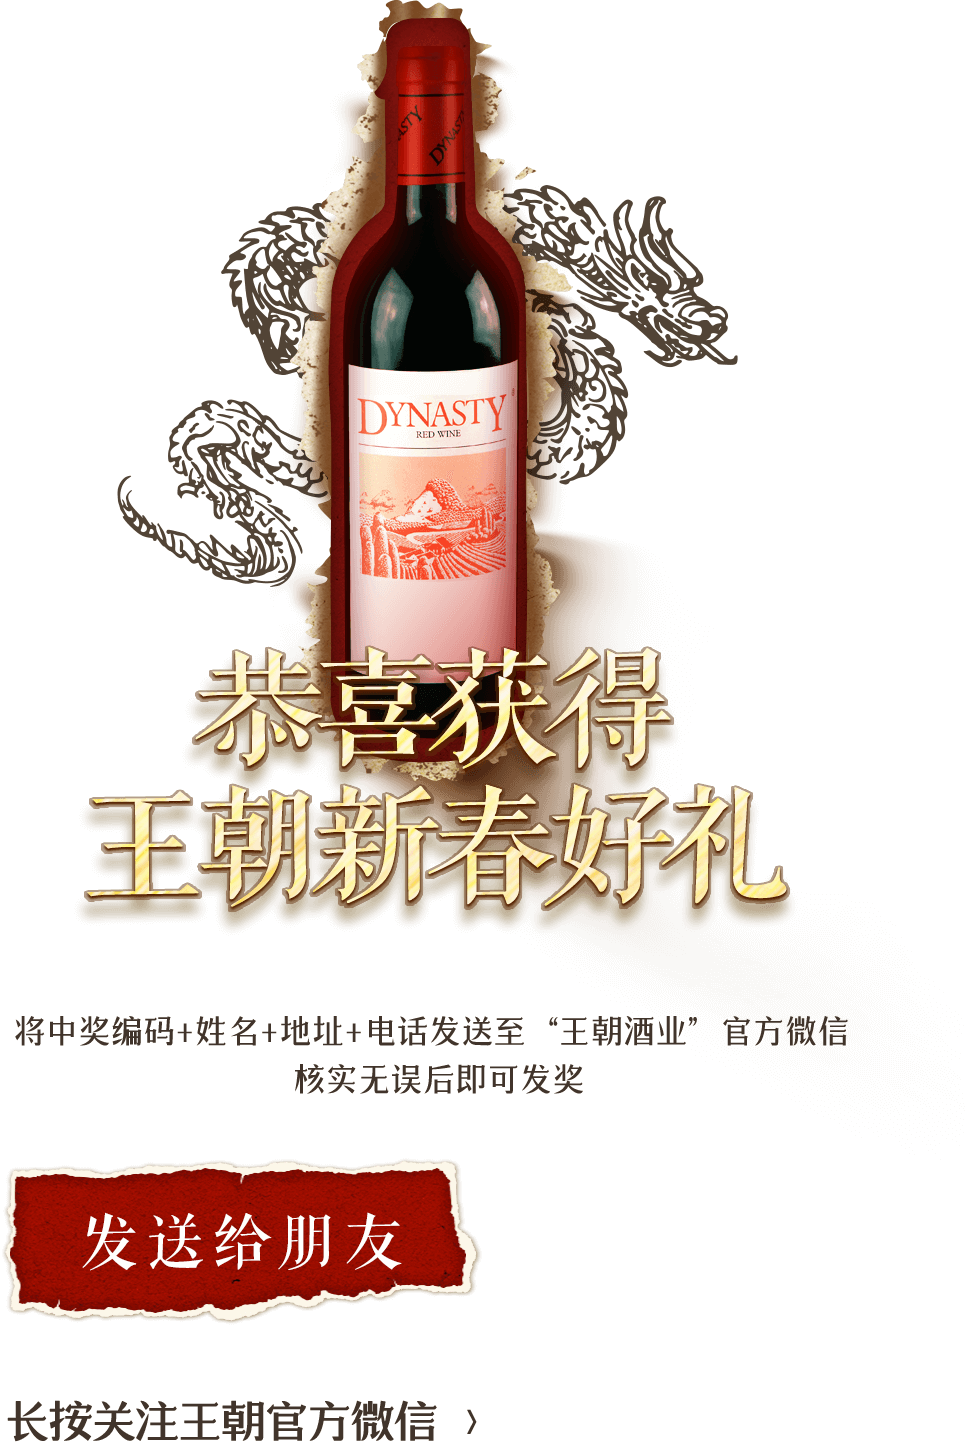 ASTY
DYNASTY
DYNASTY
RED WINE
恭喜获得
王朝新春好礼
将中奖编码+姓名+地址+电话发送至“王朝酒业”官方微信
核实无误后即可发奖
发送给朋友
长按关注王朝官方微信 〉